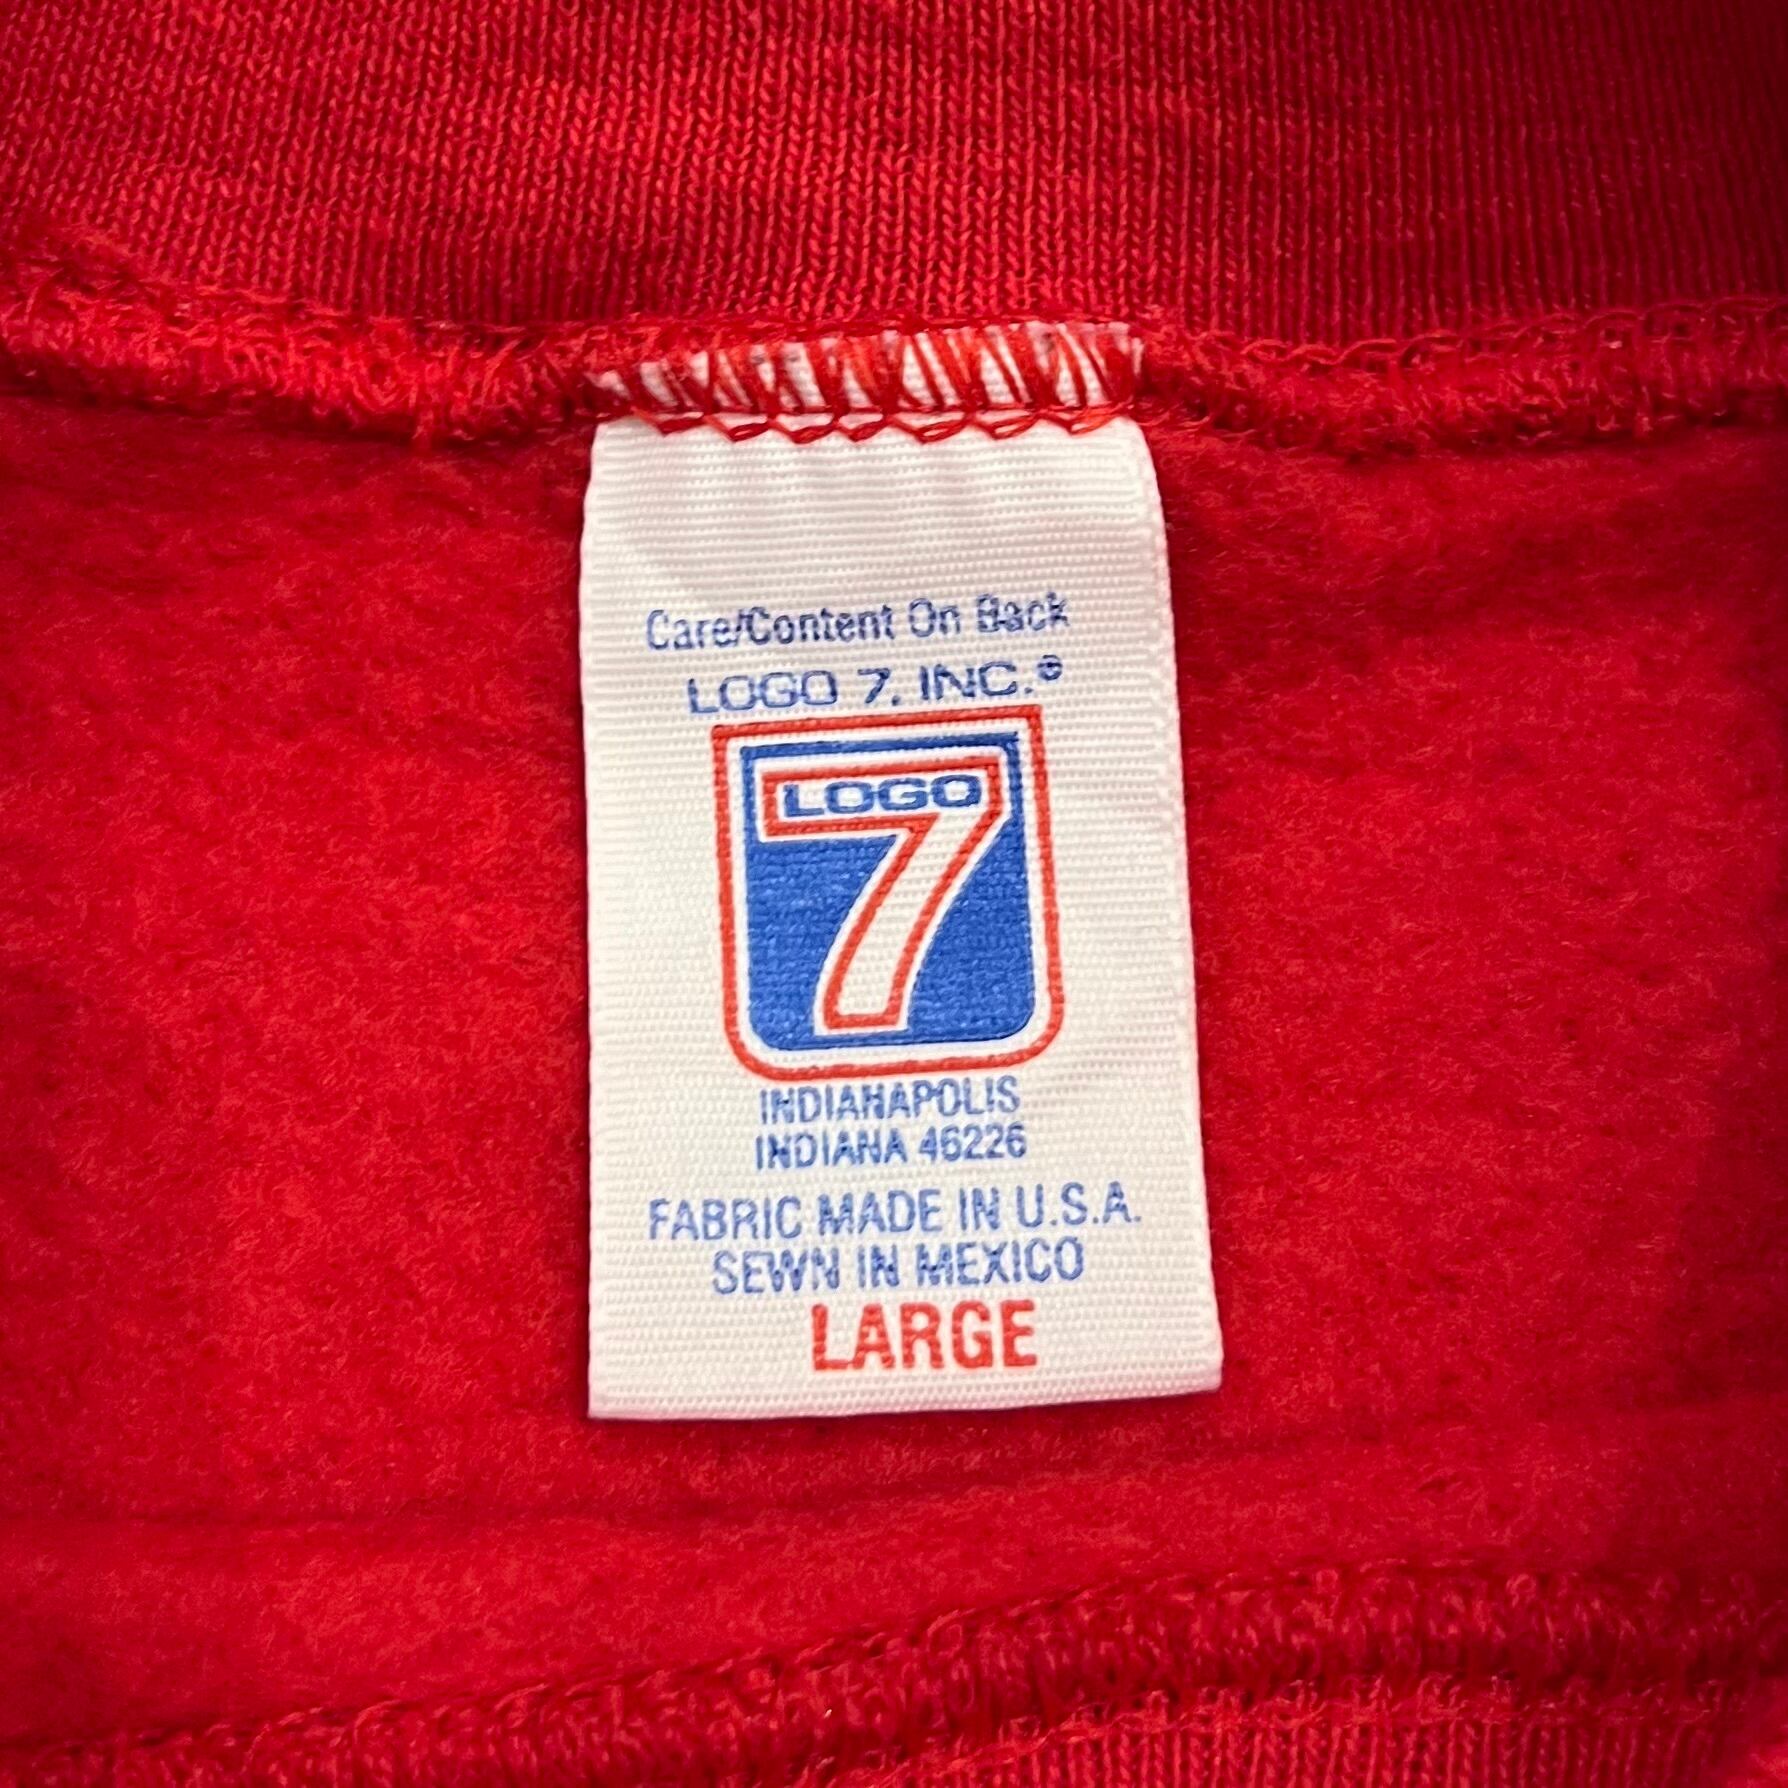 Care/Content On Back
LOGO 7, INC.®
LOGO
7
INDIANAPOLIS
INDIANA 46226
FABRIC MADE IN U.S.A.
SEWN IN MEXICO
LARGE